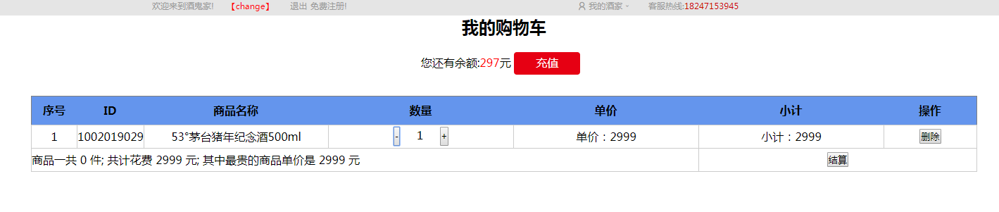 欢迎来到酒鬼家! 【change】 退出 免费注册! 我的酒家 客服热线:18247153945
我的购物车
您还有余额:297元 充值
序号 ID 商品名称 数量 单价 小计 操作
1 1002019029 53°茅台猪年纪念酒500ml - 1 + 单价：2999 小计：2999 删除
商品一共 0 件; 共计花费 2999 元; 其中最贵的商品单价是 2999 元 结算